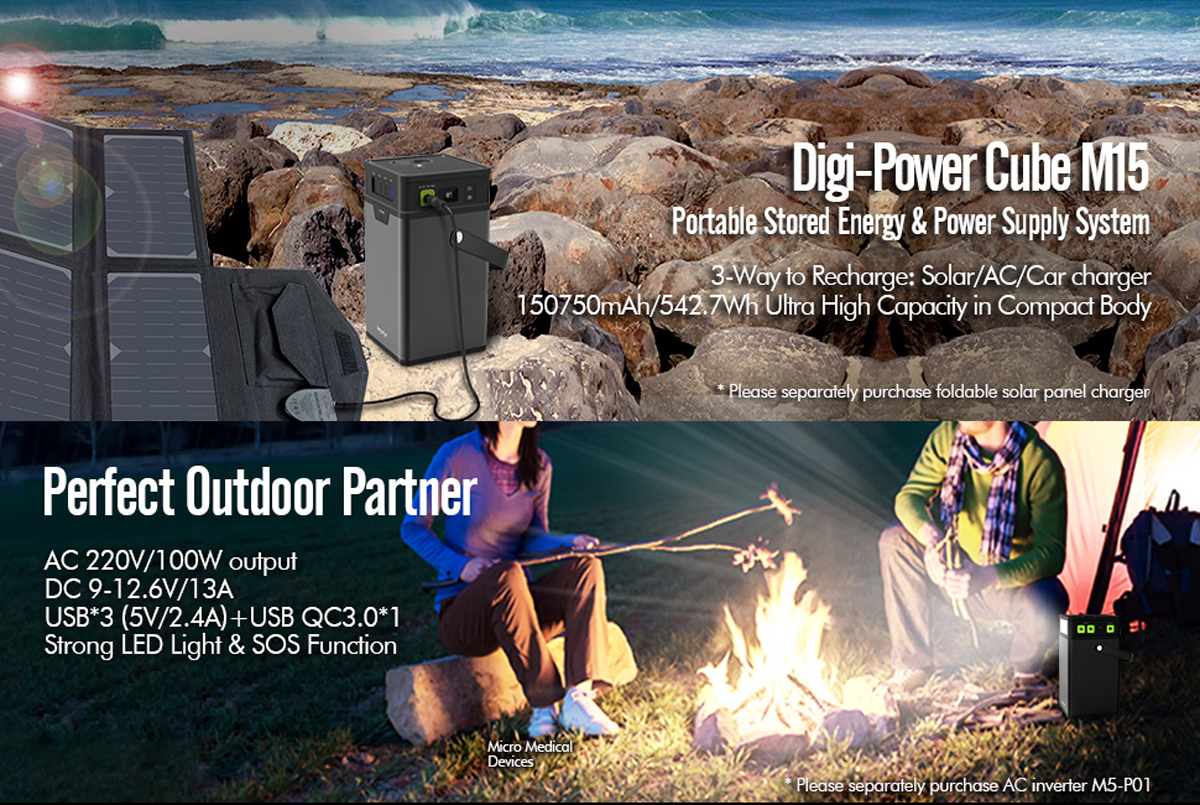 Digi-Power Cube M15
Portable Stored Energy & Power Supply System
3-Way to Recharge: Solar/AC/Car charger
150750mAh/542.7Wh Ultra High Capacity in Compact Body
* Please separately purchase foldable solar panel charger
Perfect Outdoor Partner
AC 220V/100W output
DC 9-12.6V/13A
USB*3 (5V/2.4A)+USB QC3.0*1
Strong LED Light & SOS Function
Micro Medical
Devices
* Please separately purchase AC inverter M5-P01